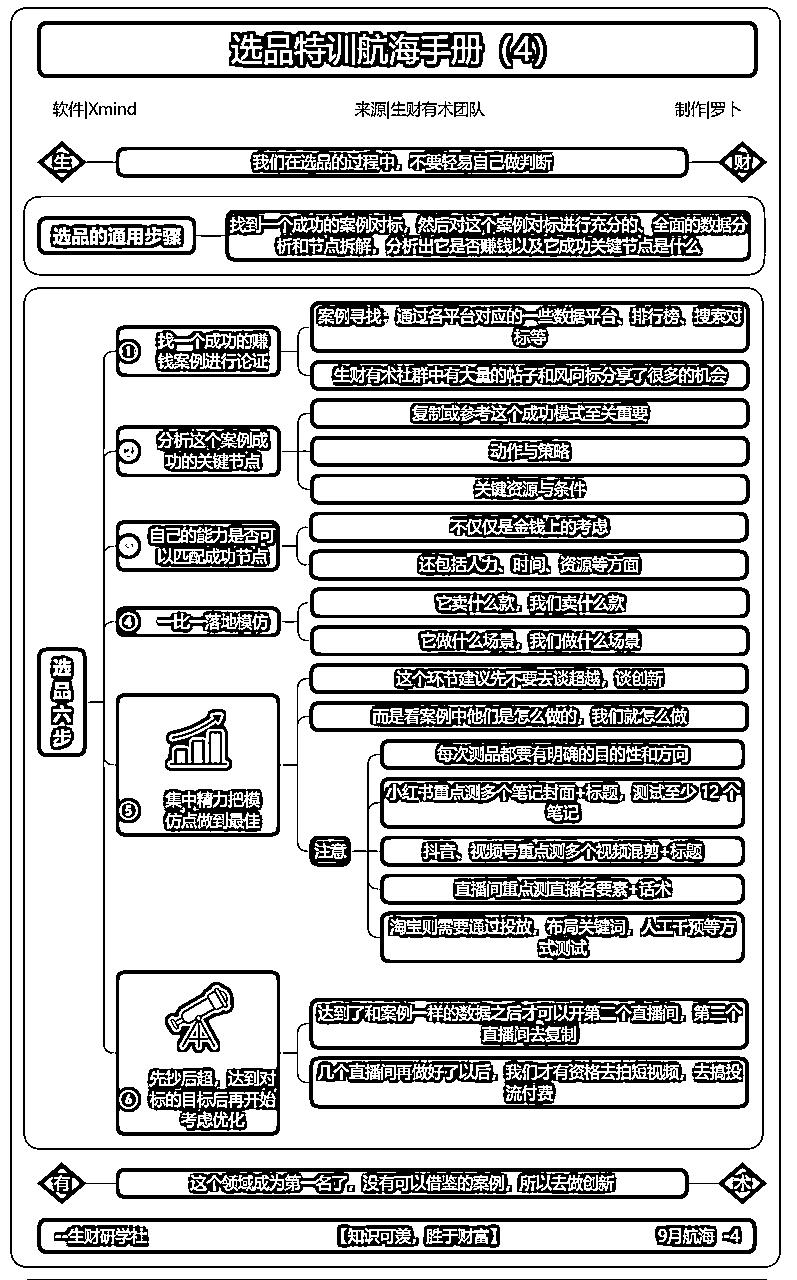 选品特训航海手册（4）
软件|Xmind
来源|生财有术团队
制作|罗卜
生
我们在选品的过程中，不要轻易自己做判断
财
选品的通用步骤
找到一个成功的案例对标，然后对这个案例对标进行充分的、全面的数据分
析和节点拆解，分析出它是否赚钱以及它成功关键节点是什么
选品六步
①
找一个成功的赚
钱案例进行论证
案例寻找：通过各平台对应的一些数据平台、排行榜、搜索对
标等
生财有术社群中有大量的帖子和风向标分享了很多的机会
②
分析这个案例成
功的关键节点
复制或参考这个成功模式至关重要
动作与策略
关键资源与条件
③
自己的能力是否可
以匹配成功节点
不仅仅是金钱上的考虑
还包括人力、时间、资源等方面
④
一比一落地模仿
它卖什么款，我们卖什么款
它做什么场景，我们做什么场景
⑤
集中精力把模
仿点做到最佳
这个环节建议先不要去谈超越，谈创新
而是看案例中他们是怎么做的，我们就怎么做
注意
每次测品都要有明确的目的性和方向
小红书重点测多个笔记封面+标题，测试至少 12 个
笔记
抖音、视频号重点测多个视频混剪+标题
直播间重点测直播各要素+话术
淘宝则需要通过投放，布局关键词，人工干预等方
式测试
⑥
先抄后超，达到对
标的目标后再开始
考虑优化
达到了和案例一样的数据之后才可以开第二个直播间，第三个
直播间去复制
几个直播间再做好了以后，我们才有资格去拍短视频，去搞投
流付费
有
这个领域成为第一名了，没有可以借鉴的案例，所以去做创新
术
—生财研学社
【知识可羡，胜于财富】
9月航海 -4